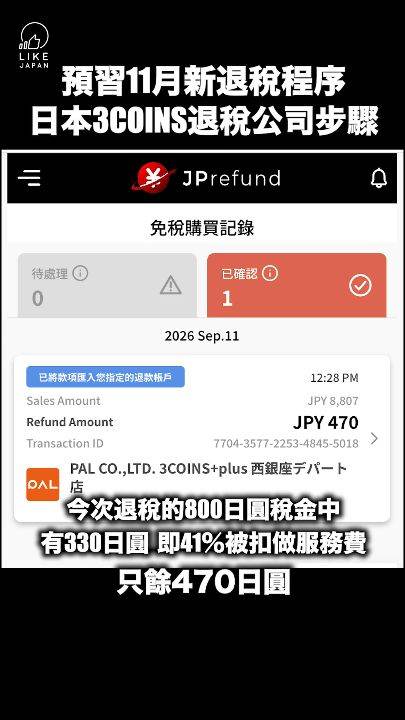 LIKE
JAPAN
預習11月新退稅程序
日本3COINS退稅公司步驟
JPrefund
免稅購買記錄
待處理
0
已確認
1
2026 Sep.11
已將款項匯入您指定的退款帳戶
12:28 PM
Sales Amount
JPY 8,807
Refund Amount
JPY 470
Transaction ID
7704-3577-2253-4845-5018
PAL
PAL CO.,LTD. 3COINS+plus 西銀座デパート
店
今次退稅的800日圓稅金中
有330日圓 即41%被扣做服務費
只餘470日圓